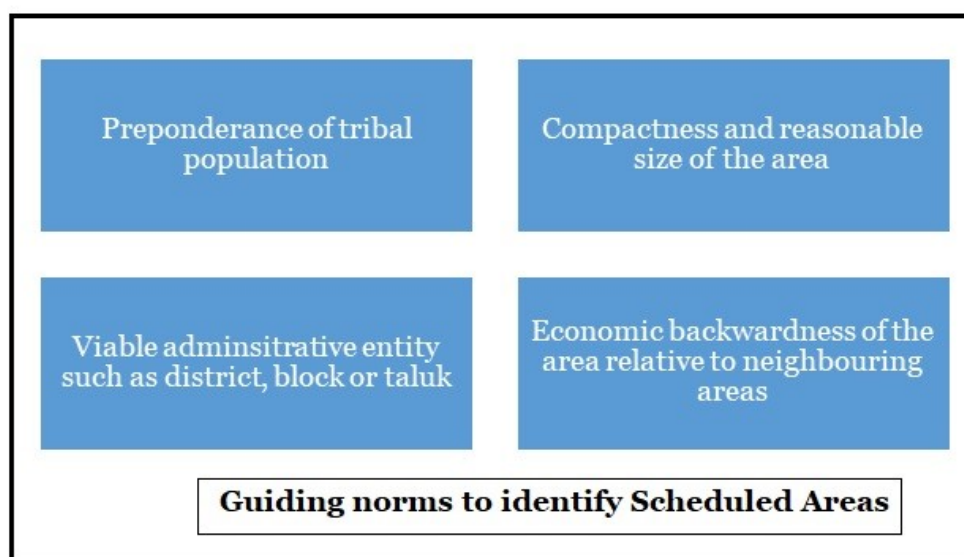 Preponderance of tribal
population
Compactness and reasonable
size of the area
Viable adminsitrative entity
such as district, block or taluk
Economic backwardness of the
area relative to neighbouring
areas
Guiding norms to identify Scheduled Areas